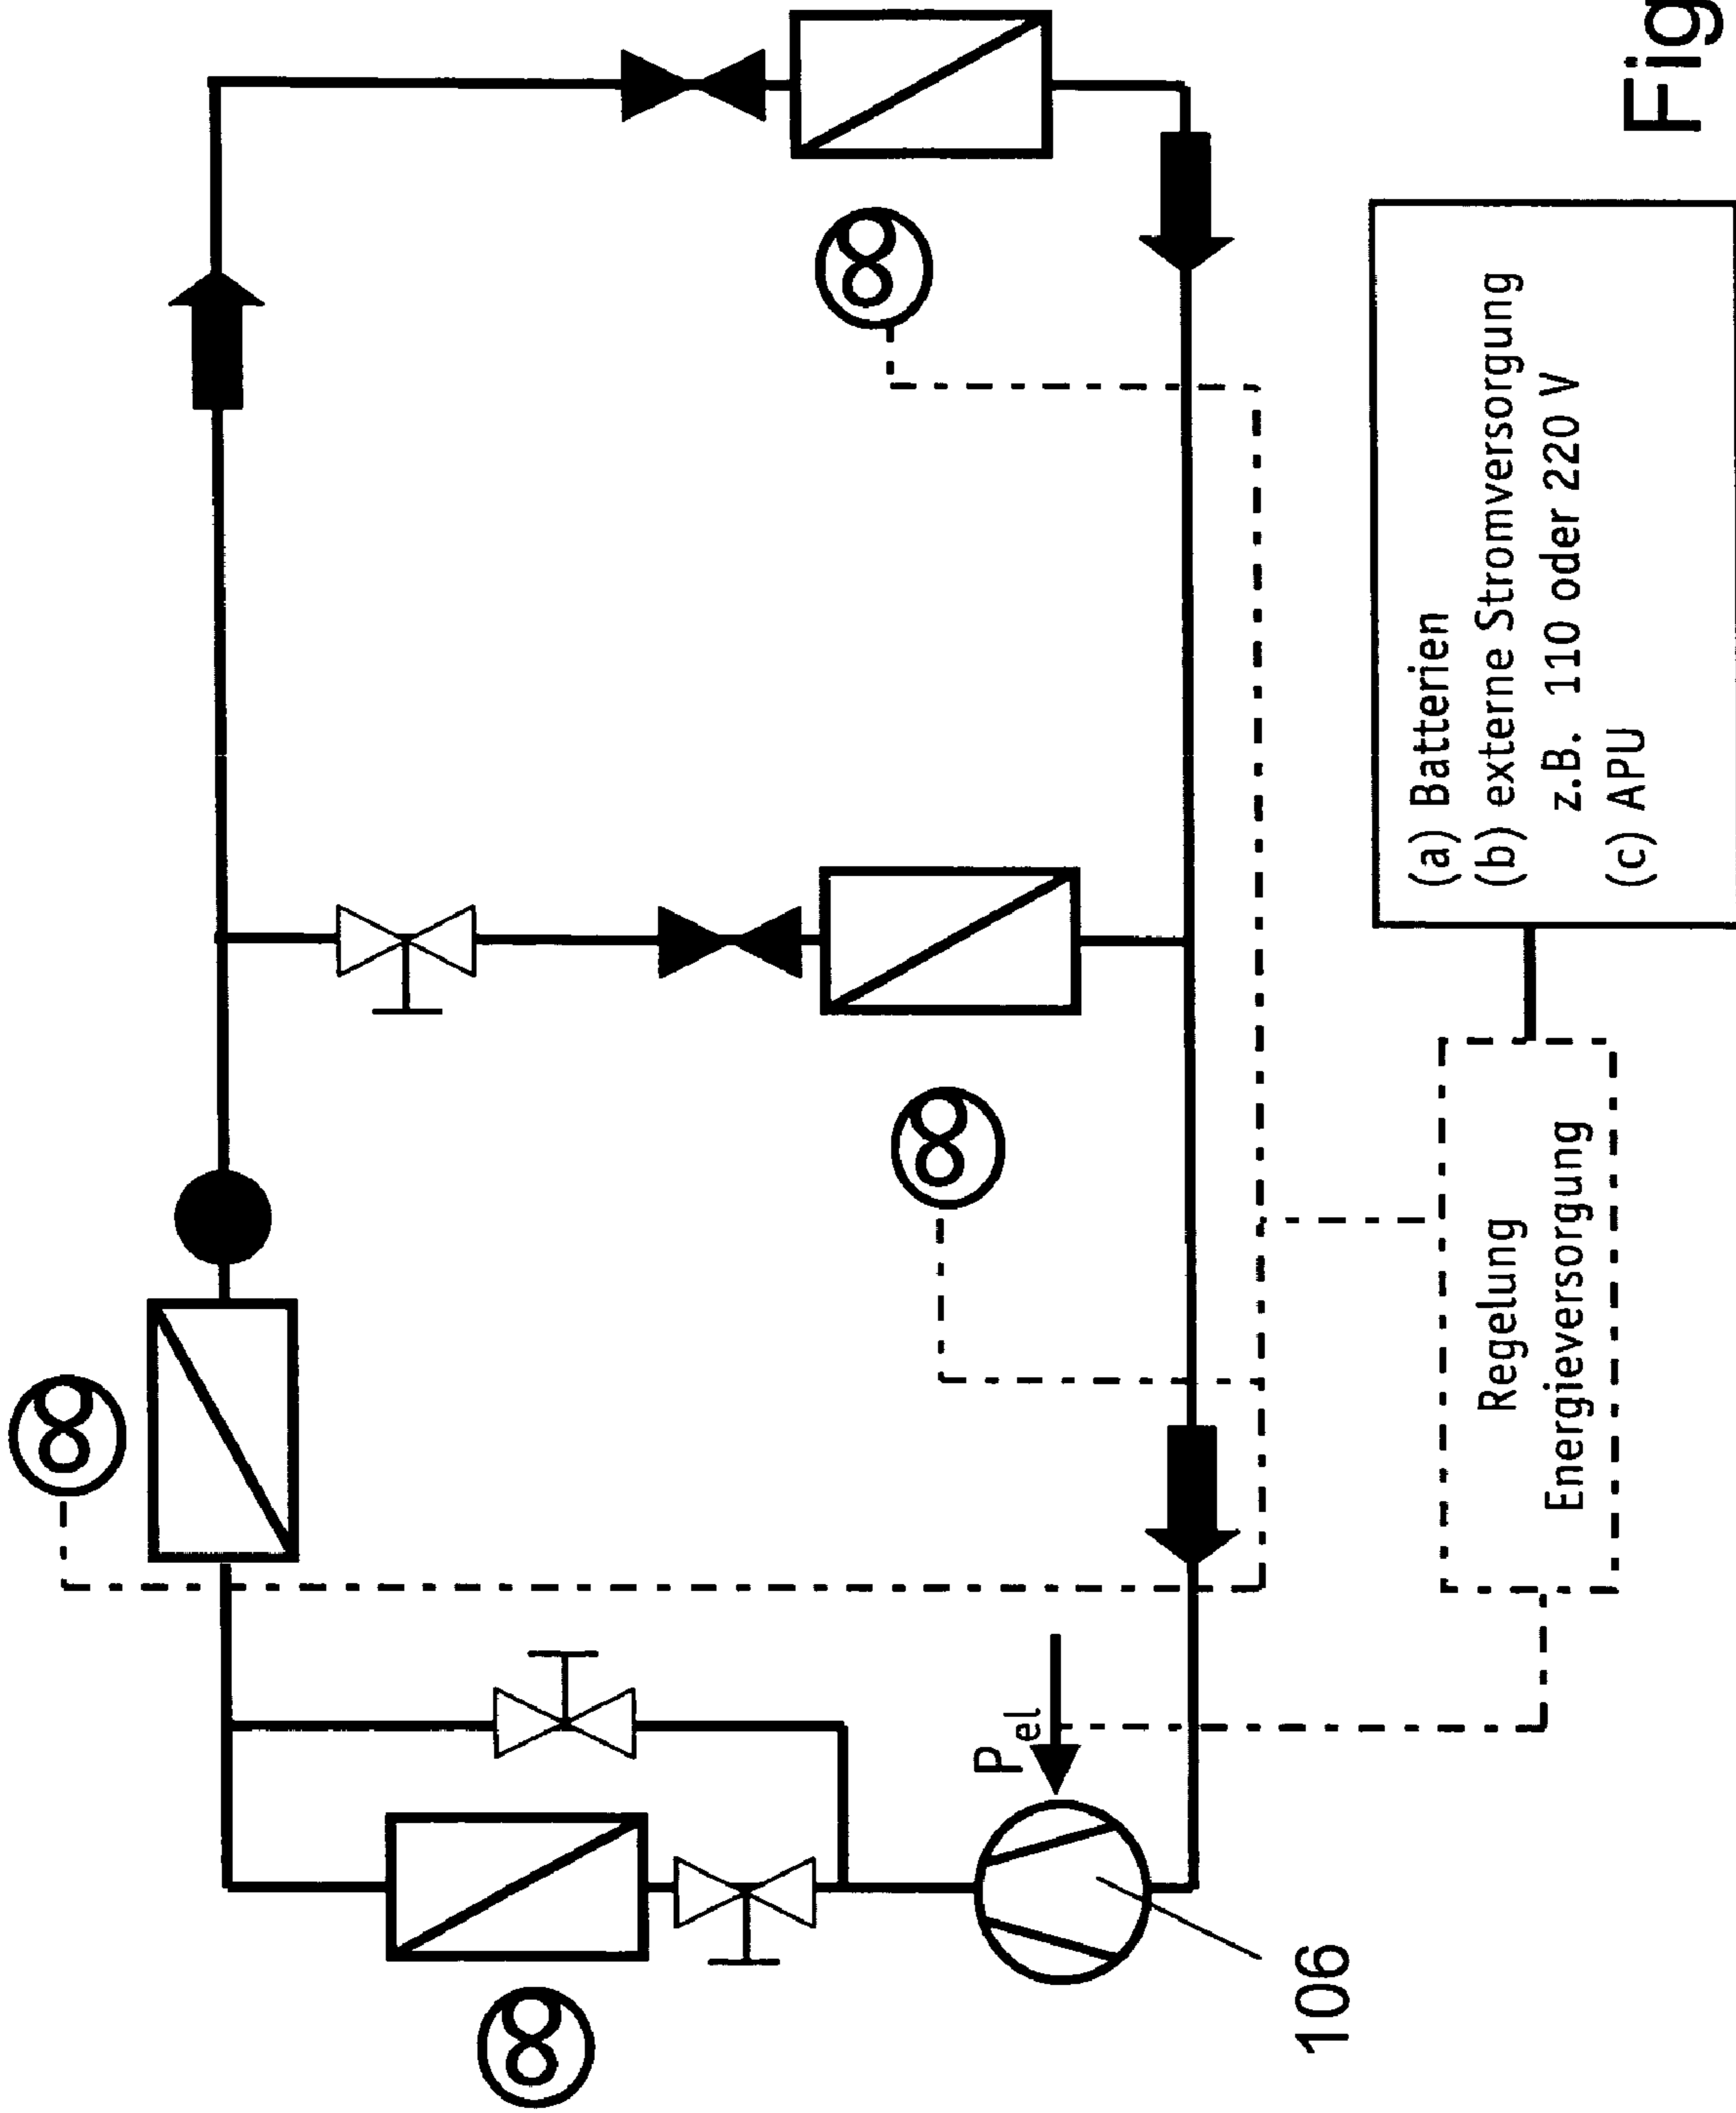 P el
106
Regelung
Energieversorgung
(a) Batterien
(b) externe Stromversorgung
z.B. 110 oder 220 V
(c) APU
Fig